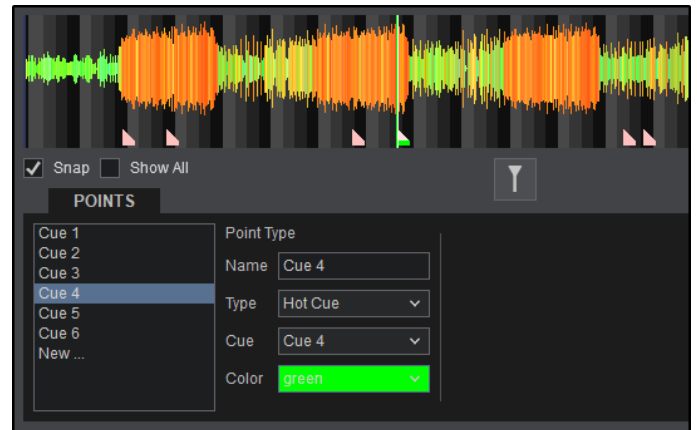 Snap Show All
POINTS
Cue 1
Cue 2
Cue 3
Cue 4
Cue 5
Cue 6
New ...
Point Type
Name Cue 4
Type Hot Cue
Cue Cue 4
Color green